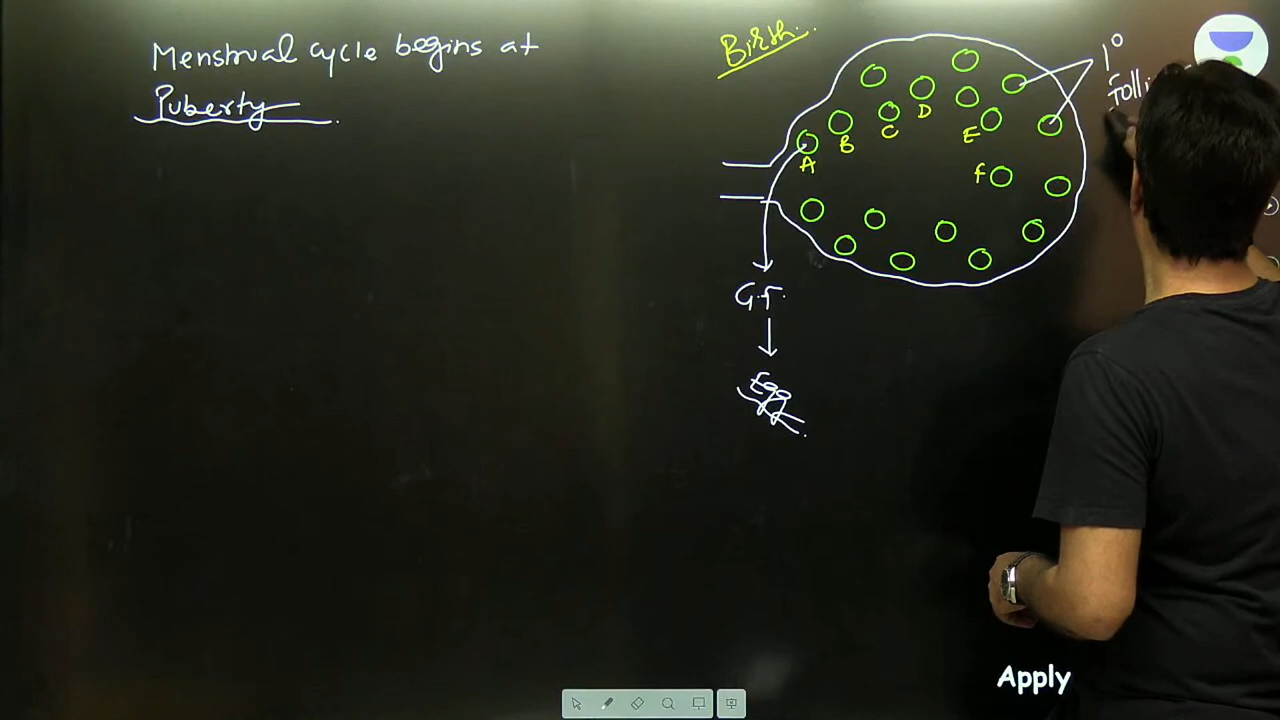 Menstrual cycle begins at
Puberty
Birth
1°
A
B
C
D
E
f
G.F.
Egg
Apply